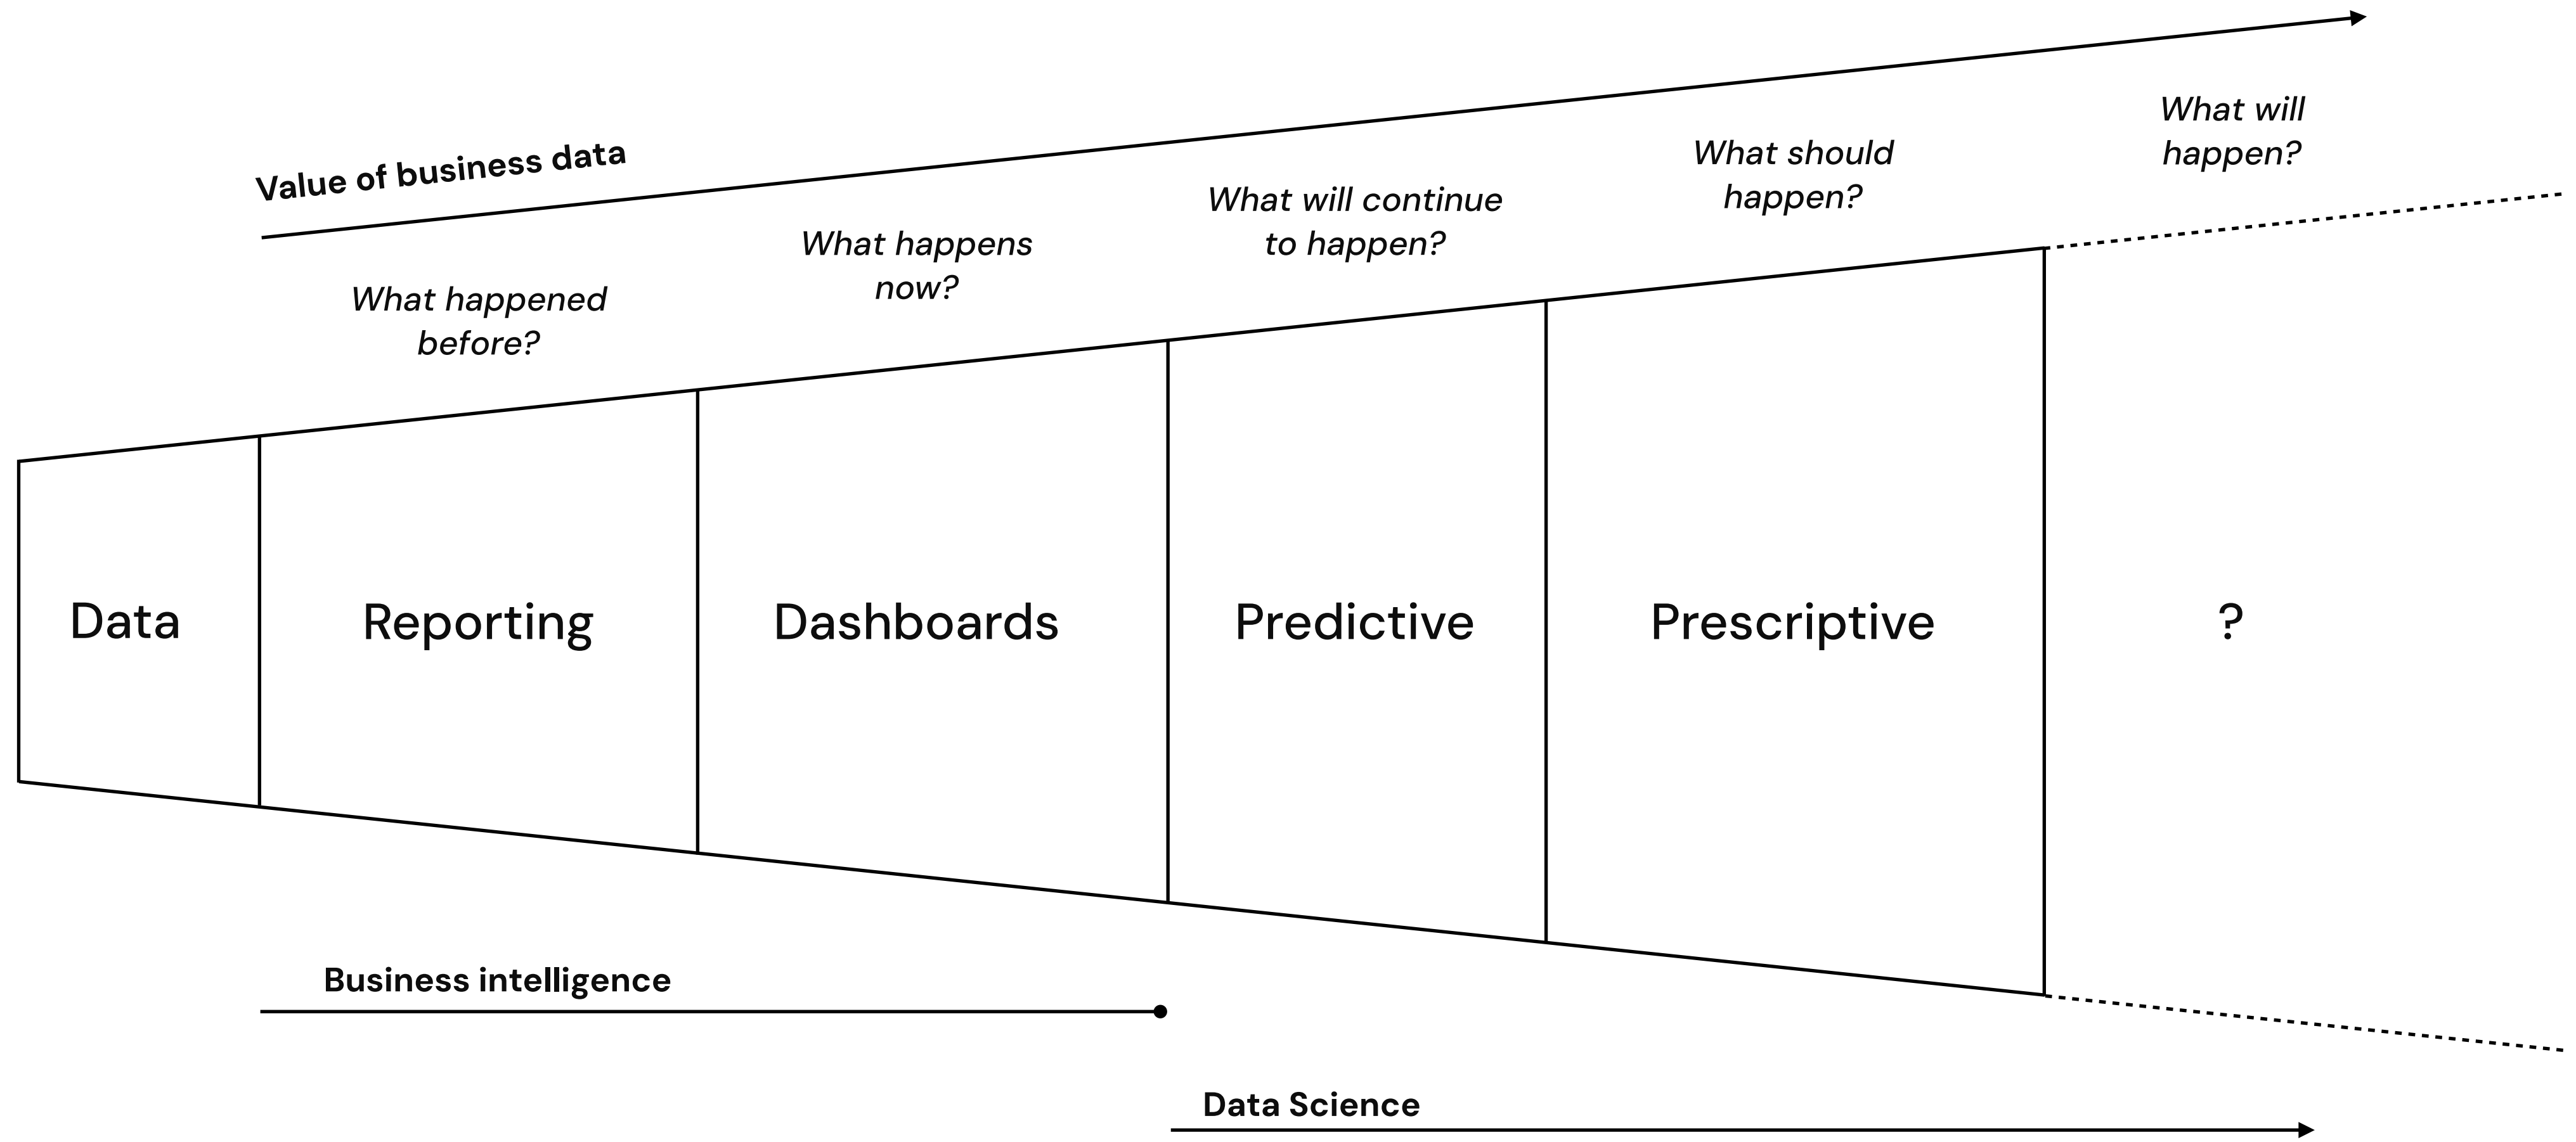 Value of business data
What happened
before?
What happens
now?
What will continue
to happen?
What should
happen?
What will
happen?
Data
Reporting
Dashboards
Predictive
Prescriptive
?
Business intelligence
Data Science